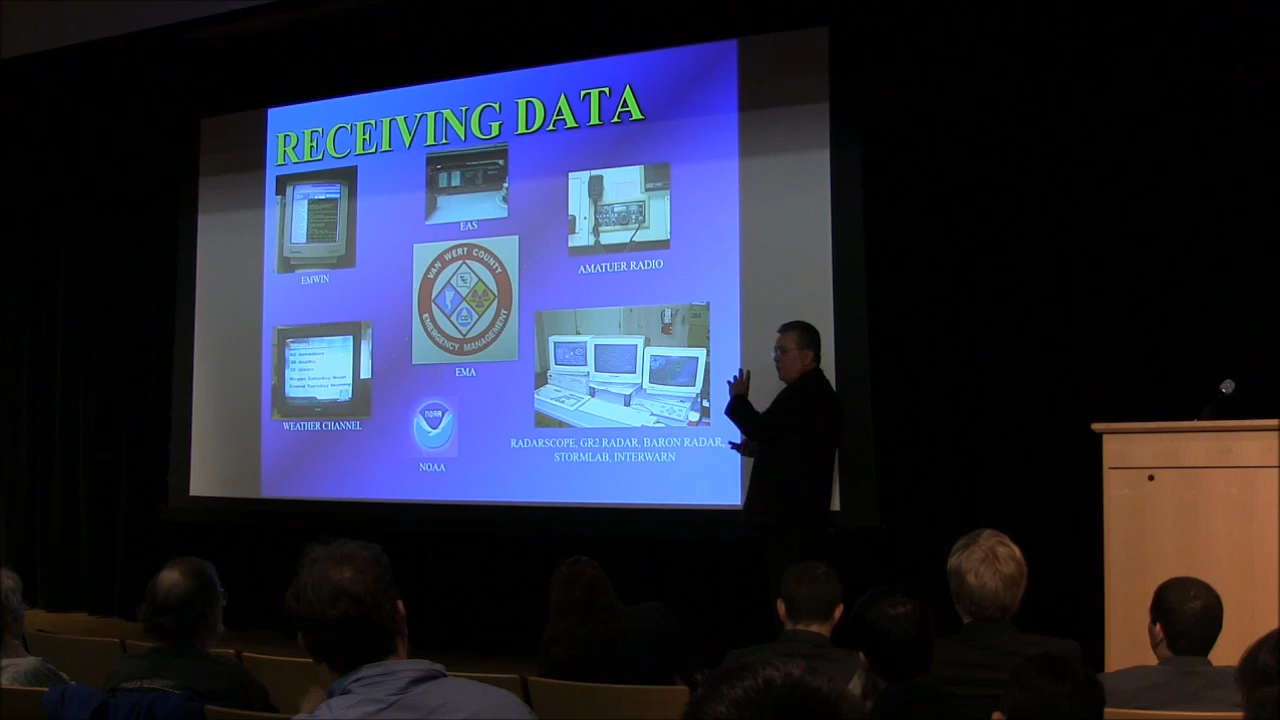 RECEIVING DATA
EMWIN
EAS
AMATUER RADIO
VAN WERT COUNTY
EMERGENCY MANAGEMENT
EMA
WEATHER CHANNEL
NOAA
NOAA
RADARSCOPE, GR2 RADAR, BARON RADAR,
STORMLAB, INTERWARN